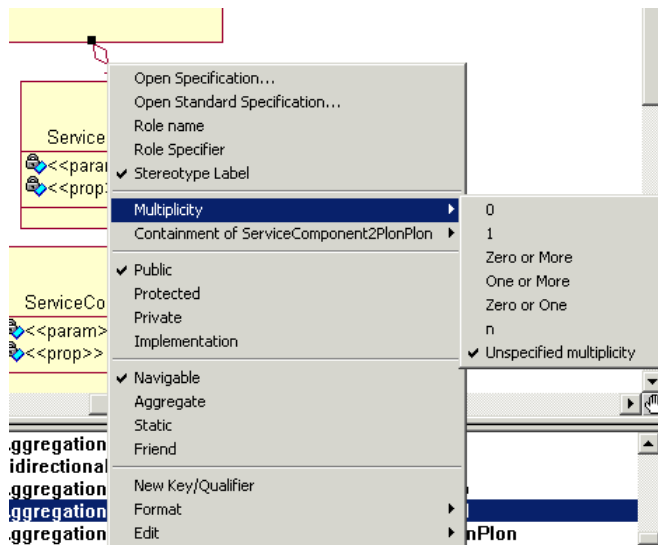 Open Specification...
Open Standard Specification...
Role name
Role Specifier
Stereotype Label
Multiplicity
Containment of ServiceComponent2PlonPlon
Public
Protected
Private
Implementation
Navigable
Aggregate
Static
Friend
New Key/Qualifier
Format
Edit
0
1
Zero or More
One or More
Zero or One
n
Unspecified multiplicity
Service
<<para
<<prop
ServiceCo
<<param>
<<prop>>
ggregation
idirectional
ggregation
ggregation
ggregation
nPlon